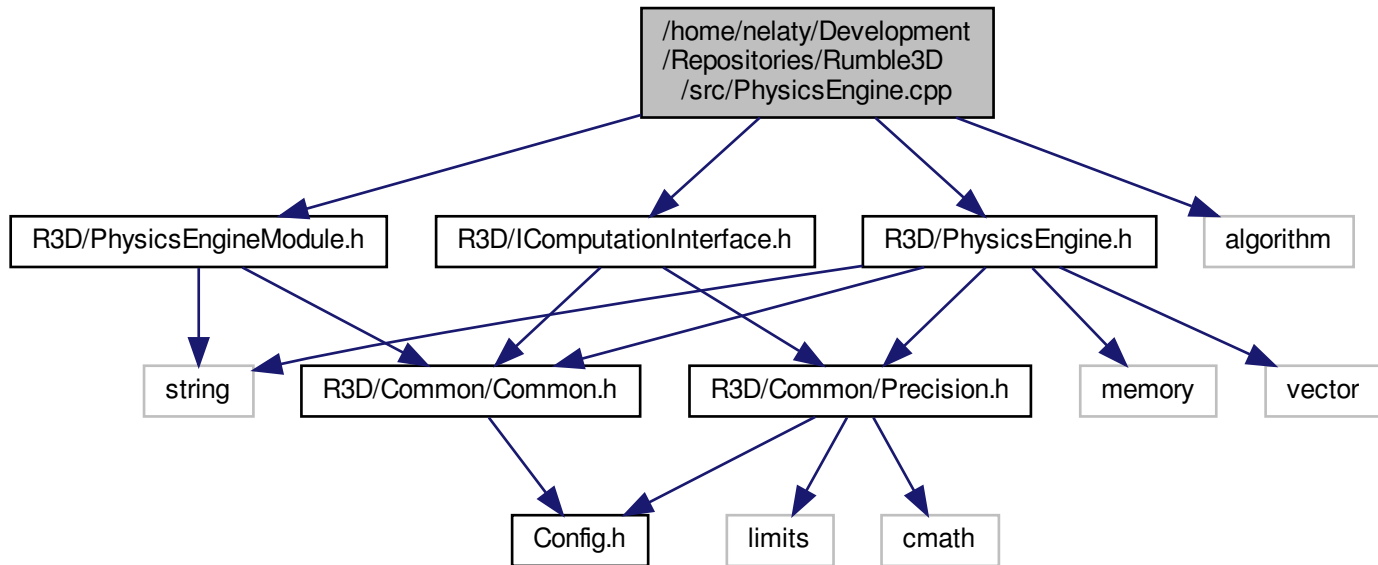 /home/nelaty/Development
/Repositories/Rumble3D
/src/PhysicsEngine.cpp
R3D/PhysicsEngineModule.h
R3D/IComputationInterface.h
R3D/PhysicsEngine.h
algorithm
string
R3D/Common/Common.h
R3D/Common/Precision.h
memory
vector
Config.h
limits
cmath